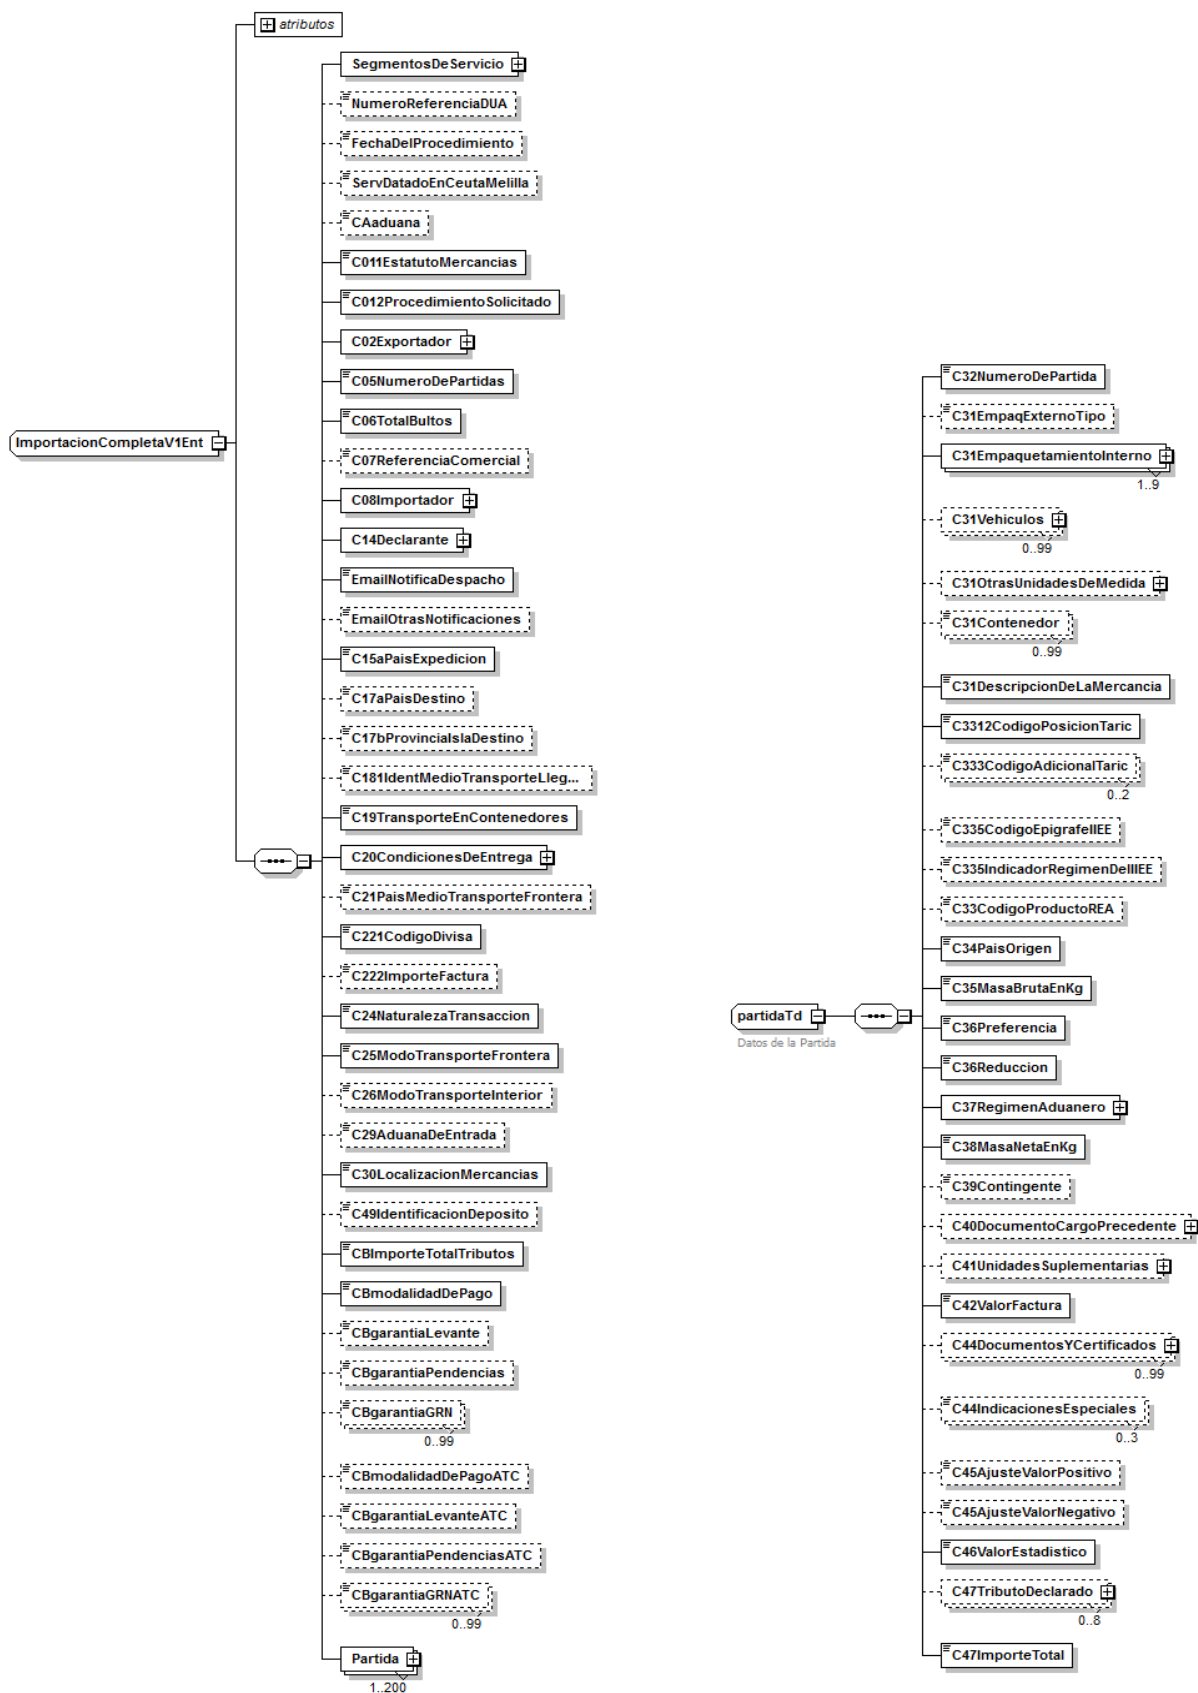 atributos
SegmentosDeServicio
NumeroReferenciaDUA
FechaDelProcedimiento
ServDatadoEnCeutaMelilla
CAaduana
C011EstatutoMercancias
C012ProcedimientoSolicitado
C02Exportador
C05NumeroDePartidas
C06TotalBultos
ImportacionCompletaV1Ent
C07ReferenciaComercial
C08Importador
C14Declarante
EmailNotificaDespacho
EmailOtrasNotificaciones
C15aPaisExpedicion
C17aPaisDestino
C17bProvinciaIslaDestino
C181IdentMedioTransporteLleg...
C19TransporteEnContenedores
C20CondicionesDeEntrega
C21PaisMedioTransporteFrontera
C221CodigoDivisa
C222ImporteFactura
C24NaturalezaTransaccion
C25ModoTransporteFrontera
C26ModoTransporteInterior
C29AduanaDeEntrada
C30LocalizacionMercancias
C49IdentificacionDeposito
CBImporteTotalTributos
CBmodalidadDePago
CBgarantiaLevante
CBgarantiaPendencias
CBgarantiaGRN
0..99
CBmodalidadDePagoATC
CBgarantiaLevanteATC
CBgarantiaPendenciasATC
CBgarantiaGRNATC
0..99
Partida
1..200
C32NumeroDePartida
C31EmpaqExternoTipo
C31EmpaquetamientoInterno
1..9
C31Vehiculos
0..99
C31OtrasUnidadesDeMedida
C31Contenedor
0..99
C31DescripcionDeLaMercancia
C3312CodigoPosicionTaric
C333CodigoAdicionalTaric
0..2
C335CodigoEpigrafeIIEE
C335IndicadorRegimenDeIIIEE
C33CodigoProductoREA
C34PaisOrigen
C35MasaBrutaEnKg
partidaTd
Datos de la Partida
C36Preferencia
C36Reduccion
C37RegimenAduanero
C38MasaNetaEnKg
C39Contingente
C40DocumentoCargoPrecedente
C41UnidadesSuplementarias
C42ValorFactura
C44DocumentosYCertificados
0..99
C44IndicacionesEspeciales
0..3
C45AjusteValorPositivo
C45AjusteValorNegativo
C46ValorEstadistico
C47TributoDeclarado
0..8
C47ImporteTotal